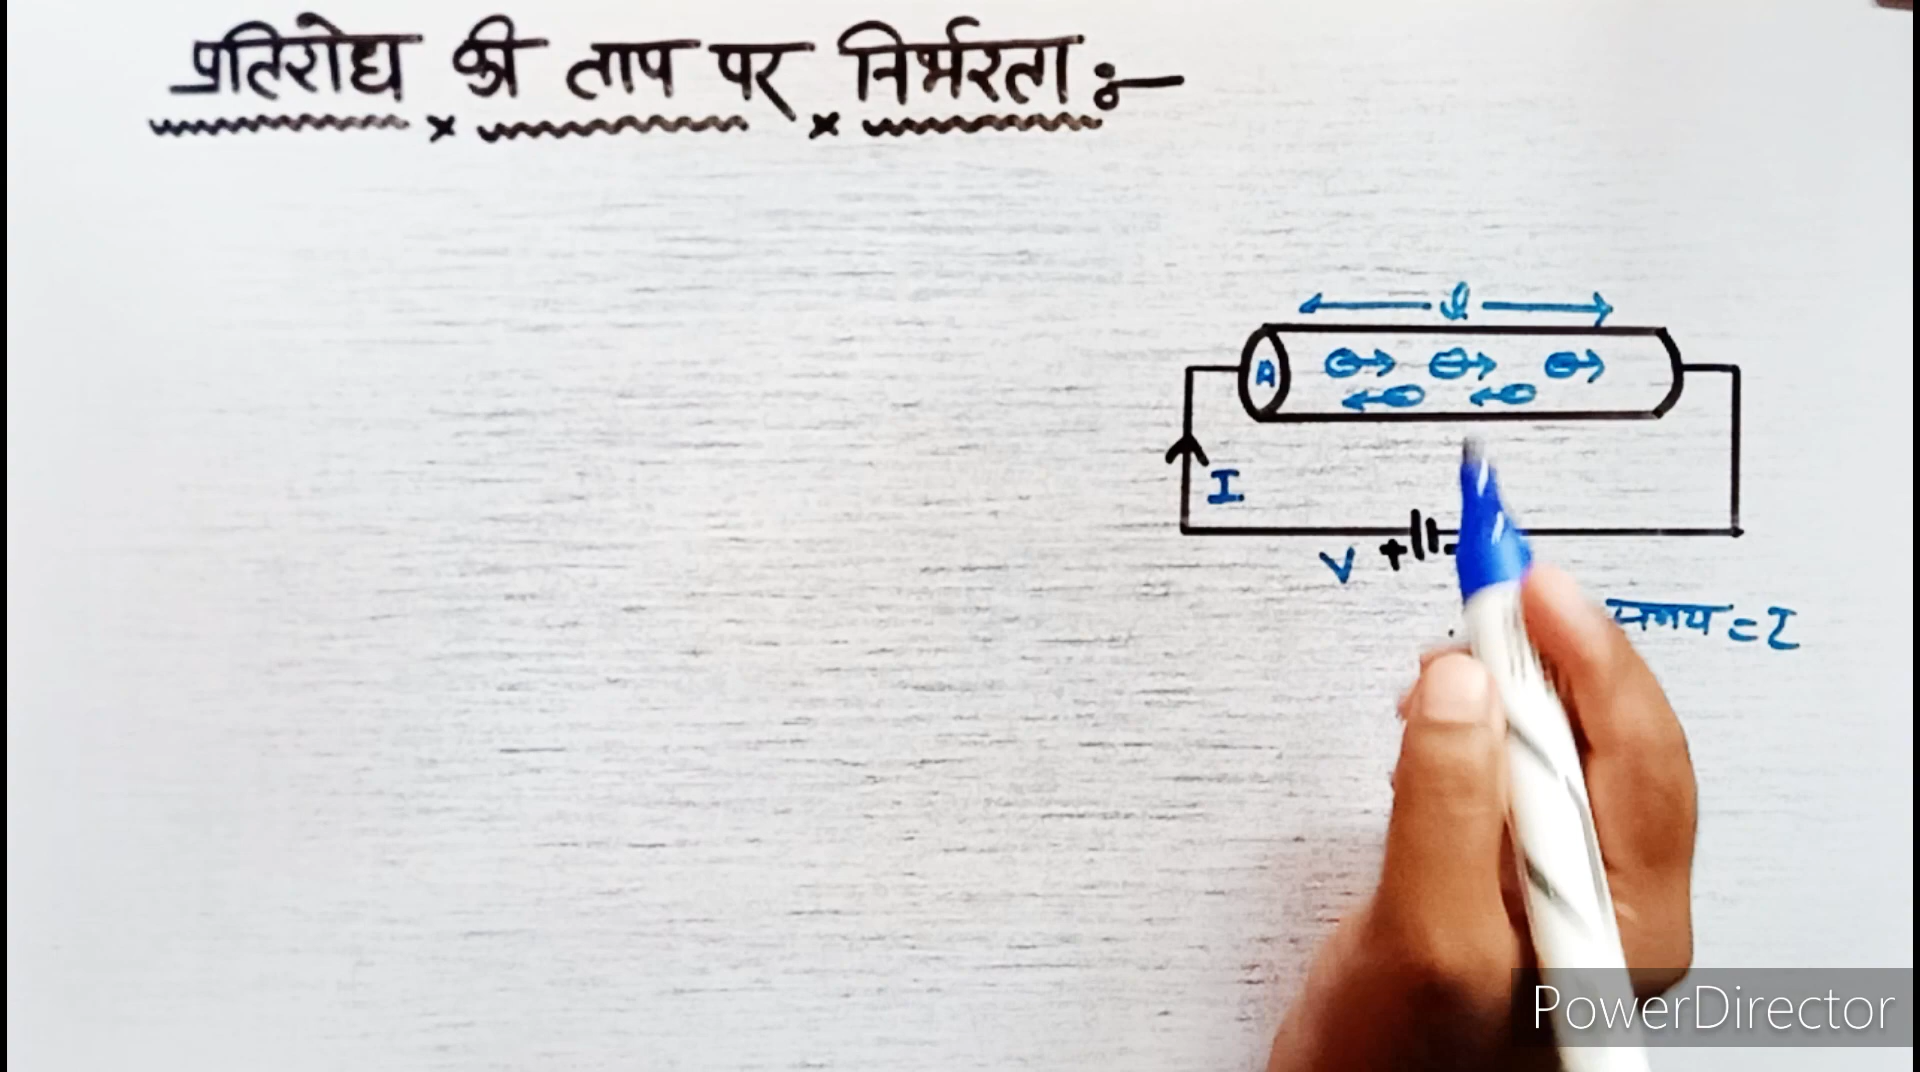 प्रतिरोध की ताप पर निर्भरता :—
l
A
I
V + -
समय = τ
PowerDirector